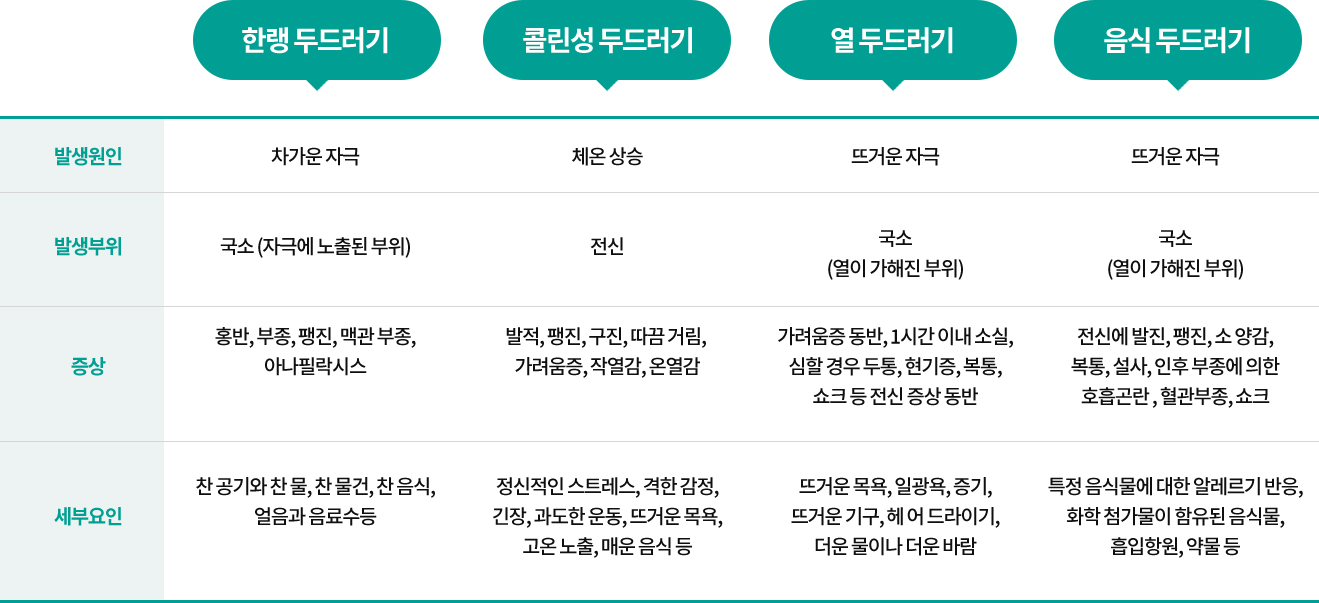 한랭 두드러기
콜린성 두드러기
열 두드러기
음식 두드러기
발생원인
차가운 자극
체온 상승
뜨거운 자극
뜨거운 자극
발생부위
국소 (자극에 노출된 부위)
전신
국소
(열이 가해진 부위)
국소
(열이 가해진 부위)
증상
홍반, 부종, 팽진, 맥관 부종,
아나필락시스
발적, 팽진, 구진, 따끔 거림,
가려움증, 작열감, 온열감
가려움증 동반, 1시간 이내 소실,
심할 경우 두통, 현기증, 복통,
쇼크 등 전신 증상 동반
전신에 발진, 팽진, 소 양감,
복통, 설사, 인후 부종에 의한
호흡곤란 , 혈관부종, 쇼크
세부요인
찬 공기와 찬 물, 찬 물건, 찬 음식,
얼음과 음료수등
정신적인 스트레스, 격한 감정,
긴장, 과도한 운동, 뜨거운 목욕,
고온 노출, 매운 음식 등
뜨거운 목욕, 일광욕, 증기,
뜨거운 기구, 헤 어 드라이기,
더운 물이나 더운 바람
특정 음식물에 대한 알레르기 반응,
화학 첨가물이 함유된 음식물,
흡입항원, 약물 등